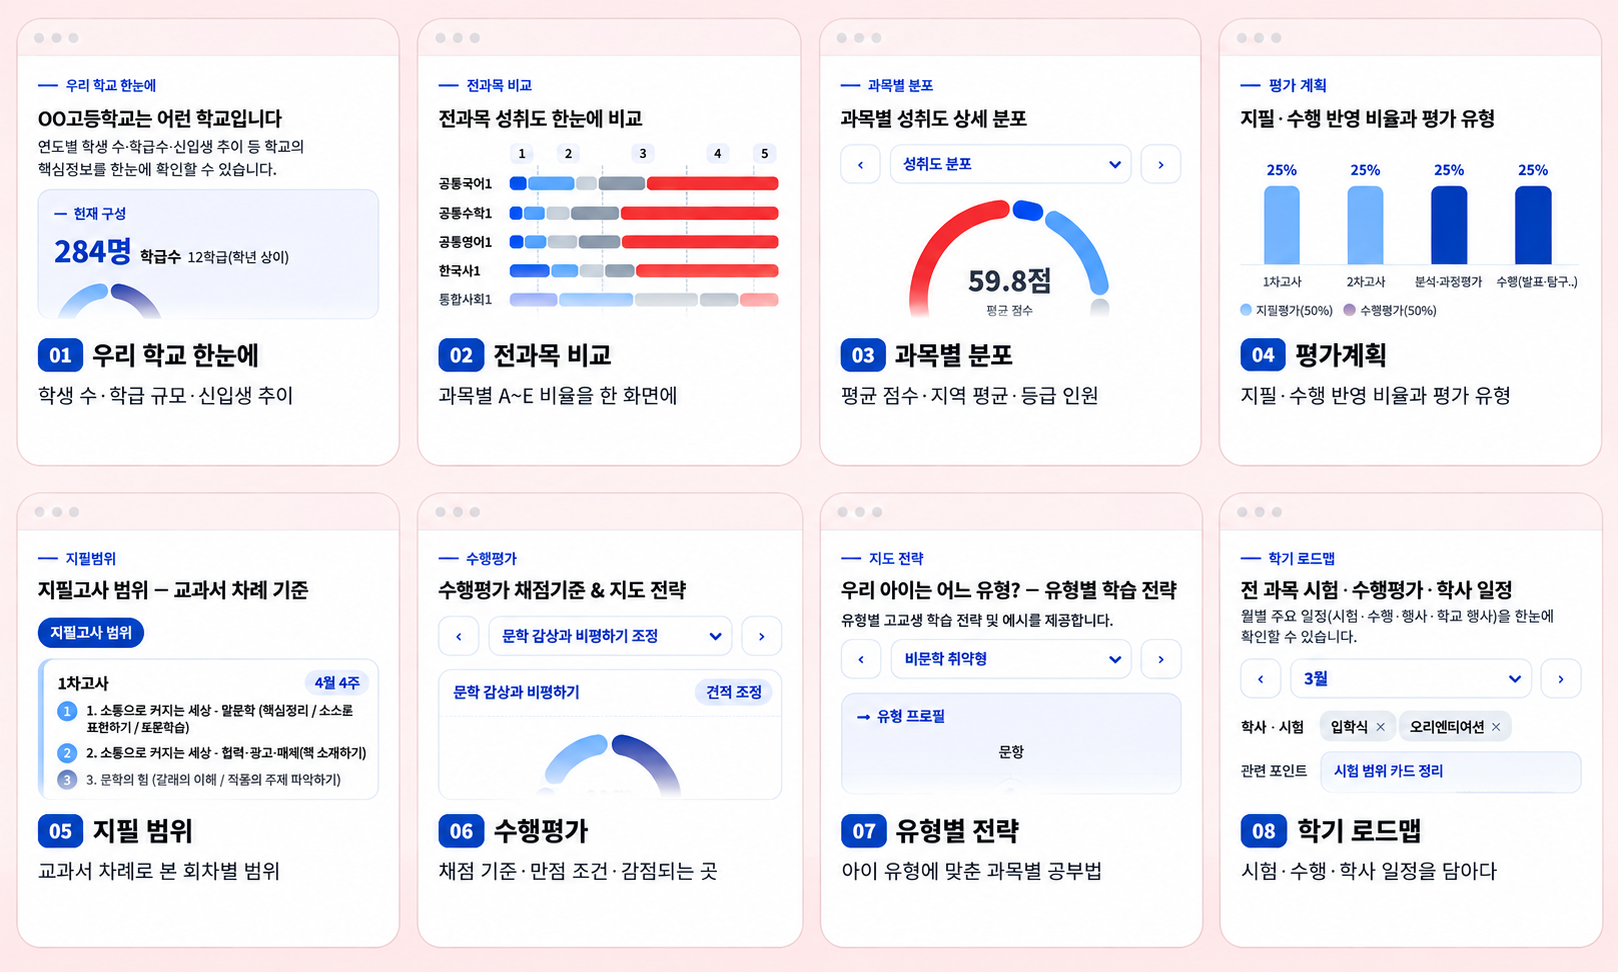 우리 학교 한눈에
OO고등학교는 어떤 학교입니다
연도별 학생 수·학급수·신입생 추이 등 학교의
핵심정보를 한눈에 확인할 수 있습니다.
현재 구성
284명 학급수 12학급(학년 상이)
01 우리 학교 한눈에
학생 수·학급 규모·신입생 추이
전과목 비교
전과목 성취도 한눈에 비교
1 2 3 4 5
공통국어1
공통수학1
공통영어1
한국사1
통합사회1
02 전과목 비교
과목별 A~E 비율을 한 화면에
과목별 분포
과목별 성취도 상세 분포
성취도 분포
59.8점
평균 점수
03 과목별 분포
평균 점수·지역 평균·등급 인원
평가 계획
지필·수행 반영 비율과 평가 유형
25% 25% 25% 25%
1차고사 2차고사 분석·과정평가 수행(발표·탐구..)
지필평가(50%) 수행평가(50%)
04 평가계획
지필·수행 반영 비율과 평가 유형
지필범위
지필고사 범위 – 교과서 차례 기준
지필고사 범위
1차고사 4월 4주
1 1. 소통으로 커지는 세상 - 말문학 (핵심정리 / 소소론
표현하기 / 토론학습)
2 2. 소통으로 커지는 세상 - 협력·광고·매체(핵 소개하기)
3 3. 문학의 힘 (갈래의 이해 / 적품의 주제 파악하기)
05 지필 범위
교과서 차례로 본 회차별 범위
수행평가
수행평가 채점기준 & 지도 전략
문학 감상과 비평하기 조정
문학 감상과 비평하기 견적 조정
06 수행평가
채점 기준·만점 조건·감점되는 곳
지도 전략
우리 아이는 어느 유형? – 유형별 학습 전략
유형별 고교생 학습 전략 및 예시를 제공합니다.
비문학 취약형
→ 유형 프로필
문항
07 유형별 전략
아이 유형에 맞춘 과목별 공부법
학기 로드맵
전 과목 시험·수행평가·학사 일정
월별 주요 일정(시험·수행·행사·학교 행사)을 한눈에
확인할 수 있습니다.
3월
학사·시험 입학식 × 오리엔티여션 ×
관련 포인트 시험 범위 카드 정리
08 학기 로드맵
시험·수행·학사 일정을 담아다